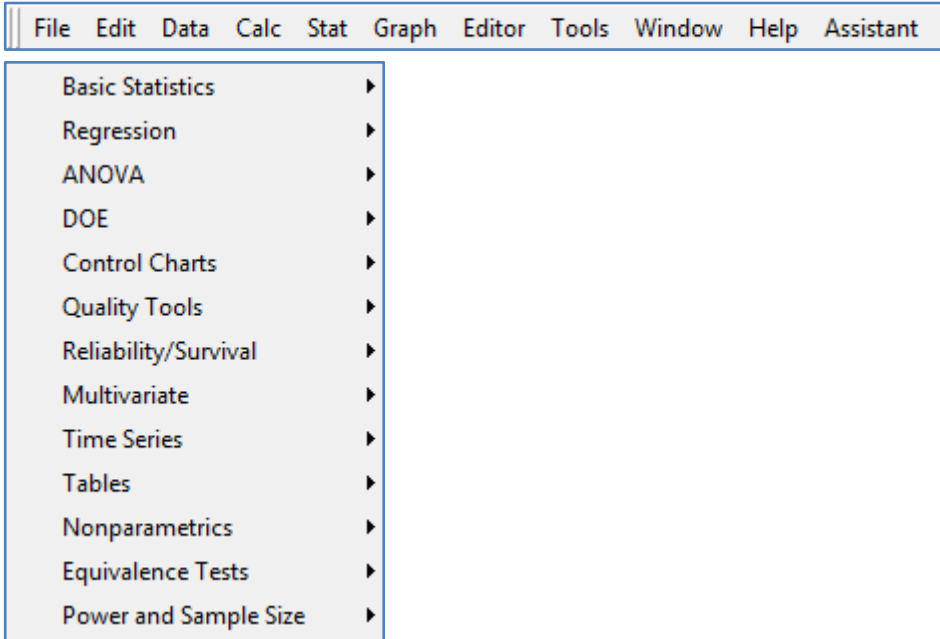 File Edit Data Calc Stat Graph Editor Tools Window Help Assistant
Basic Statistics
Regression
ANOVA
DOE
Control Charts
Quality Tools
Reliability/Survival
Multivariate
Time Series
Tables
Nonparametrics
Equivalence Tests
Power and Sample Size